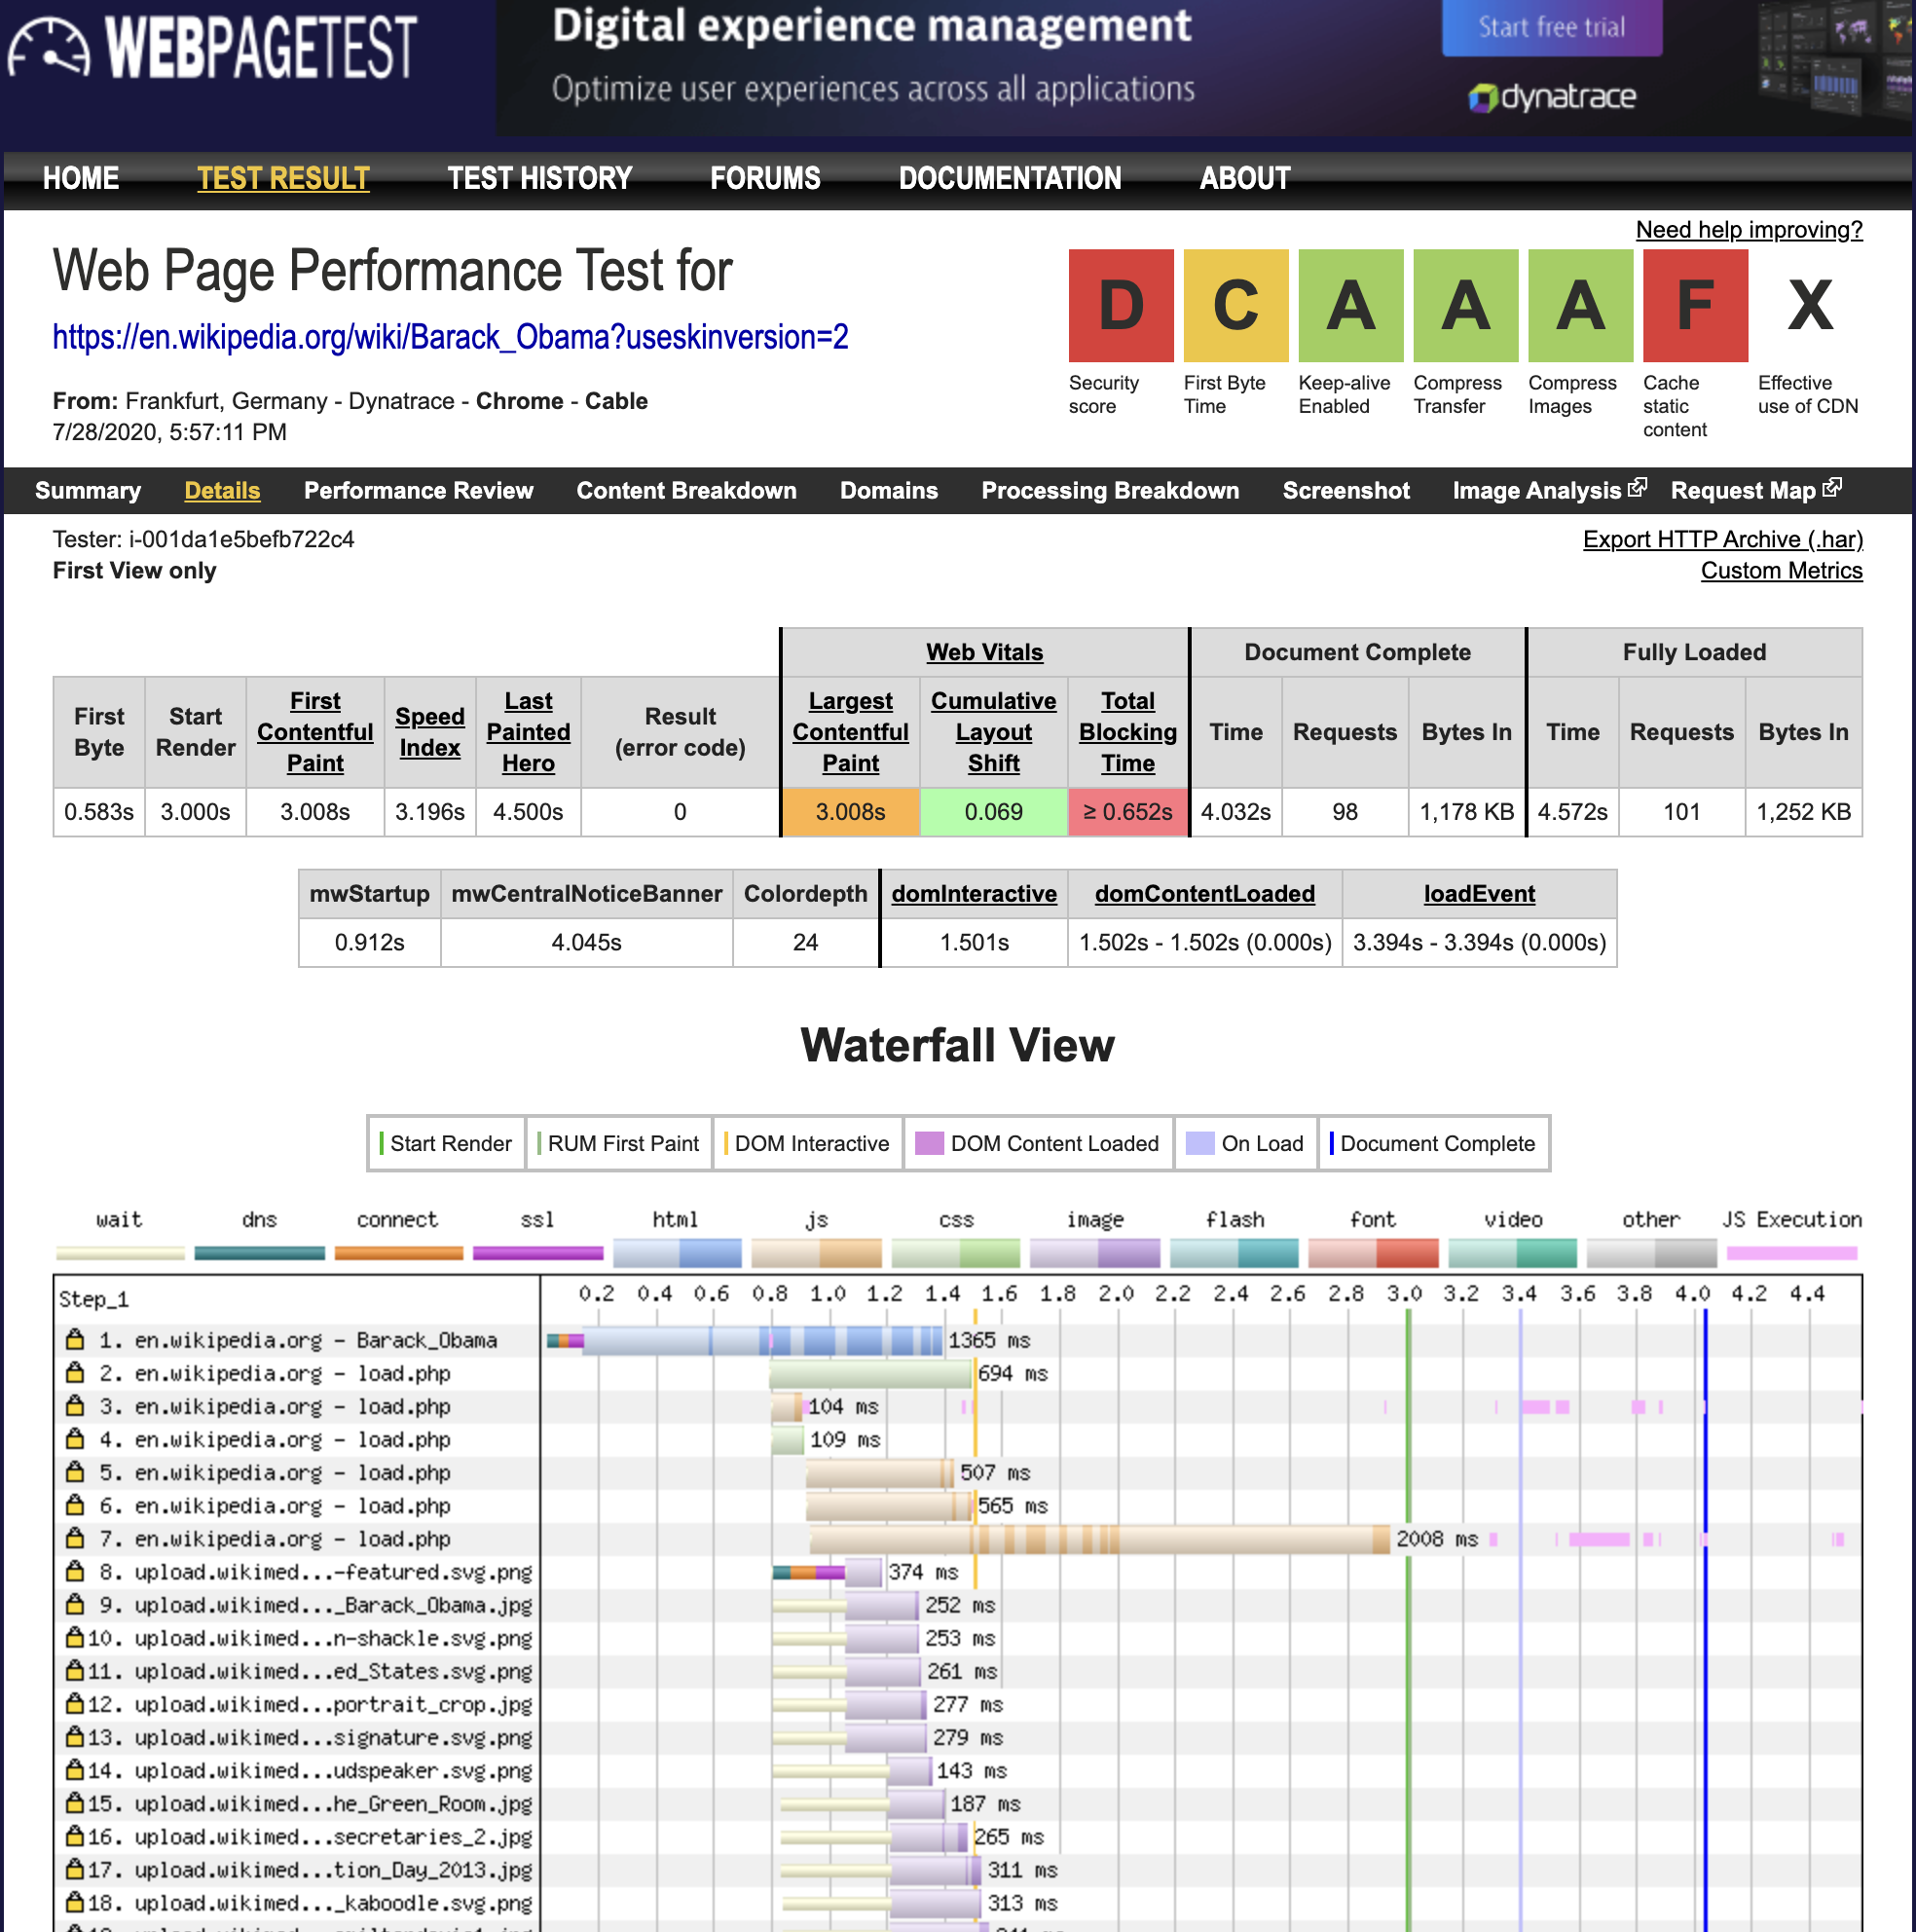 WEBPAGETEST
Digital experience management
Optimize user experiences across all applications
Start free trial
dynatrace
HOME TEST RESULT TEST HISTORY FORUMS DOCUMENTATION ABOUT
Need help improving?
Web Page Performance Test for
https://en.wikipedia.org/wiki/Barack_Obama?useskinversion=2
From: Frankfurt, Germany - Dynatrace - Chrome - Cable
7/28/2020, 5:57:11 PM
D C A A A F X
Security score
First Byte Time
Keep-alive Enabled
Compress Transfer
Compress Images
Cache static content
Effective use of CDN
Summary Details Performance Review Content Breakdown Domains Processing Breakdown Screenshot Image Analysis Request Map
Tester: i-001da1e5befb722c4
First View only
Export HTTP Archive (.har)
Custom Metrics
Web Vitals Document Complete Fully Loaded
First Byte Start Render First Contentful Paint Speed Index Last Painted Hero Result (error code) Largest Contentful Paint Cumulative Layout Shift Total Blocking Time Time Requests Bytes In Time Requests Bytes In
0.583s 3.000s 3.008s 3.196s 4.500s 0 3.008s 0.069 ≥ 0.652s 4.032s 98 1,178 KB 4.572s 101 1,252 KB
mwStartup mwCentralNoticeBanner Colordepth domInteractive domContentLoaded loadEvent
0.912s 4.045s 24 1.501s 1.502s - 1.502s (0.000s) 3.394s - 3.394s (0.000s)
Waterfall View
Start Render RUM First Paint DOM Interactive DOM Content Loaded On Load Document Complete
wait dns connect ssl html js css image flash font video other JS Execution
Step_1 0.2 0.4 0.6 0.8 1.0 1.2 1.4 1.6 1.8 2.0 2.2 2.4 2.6 2.8 3.0 3.2 3.4 3.6 3.8 4.0 4.2 4.4
1. en.wikipedia.org - Barack_Obama 1365 ms
2. en.wikipedia.org - load.php 694 ms
3. en.wikipedia.org - load.php 104 ms
4. en.wikipedia.org - load.php 109 ms
5. en.wikipedia.org - load.php 507 ms
6. en.wikipedia.org - load.php 565 ms
7. en.wikipedia.org - load.php 2008 ms
8. upload.wikimed...-featured.svg.png 374 ms
9. upload.wikimed..._Barack_Obama.jpg 252 ms
10. upload.wikimed...n-shackle.svg.png 253 ms
11. upload.wikimed...ed_States.svg.png 261 ms
12. upload.wikimed...portrait_crop.jpg 277 ms
13. upload.wikimed...signature.svg.png 279 ms
14. upload.wikimed...udspeaker.svg.png 143 ms
15. upload.wikimed...he_Green_Room.jpg 187 ms
16. upload.wikimed...secretaries_2.jpg 265 ms
17. upload.wikimed...tion_Day_2013.jpg 311 ms
18. upload.wikimed..._kaboodle.svg.png 313 ms